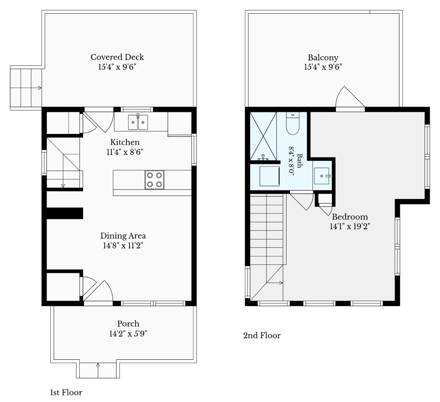 Covered Deck
15'4" x 9'6"
Balcony
15'4" x 9'6"
Kitchen
11'4" x 8'6"
Bath
8'4" x 8'0"
Bedroom
14'1" x 19'2"
Dining Area
14'8" x 11'2"
Porch
14'2" x 5'9"
2nd Floor
1st Floor